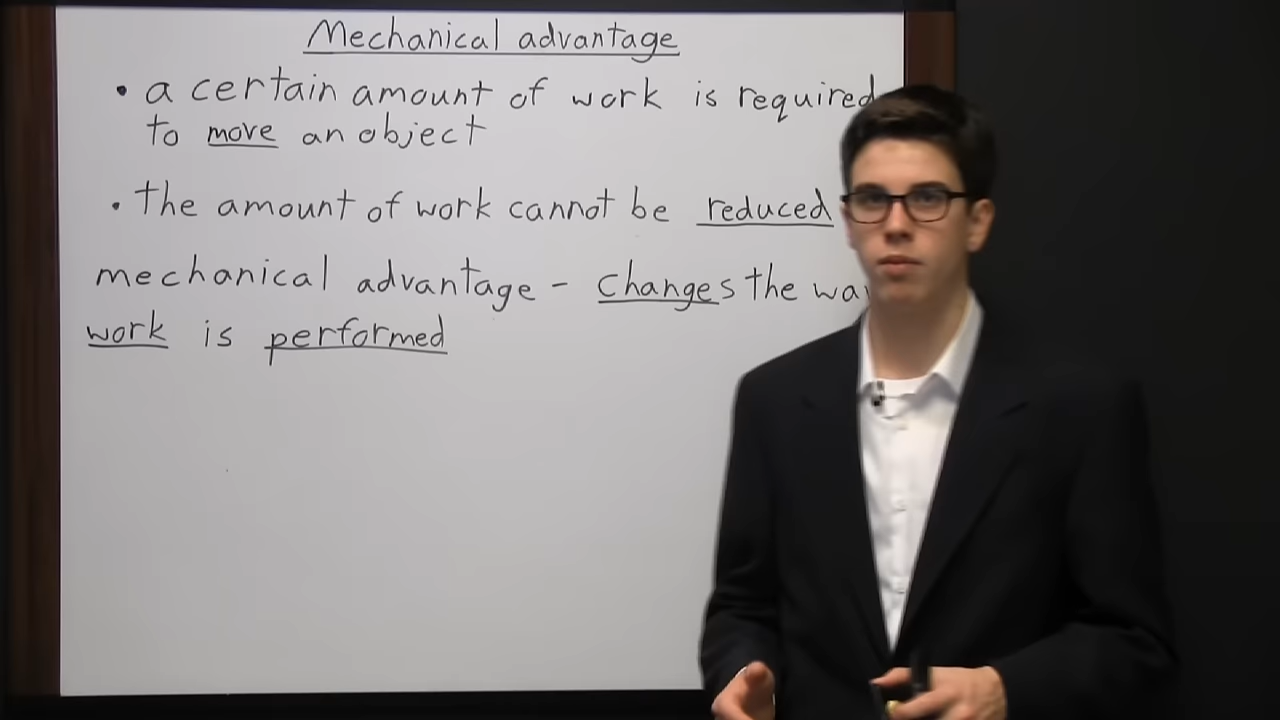 Mechanical advantage
• a certain amount of work is required
to move an object
• the amount of work cannot be reduced
mechanical advantage - changes the
work is performed